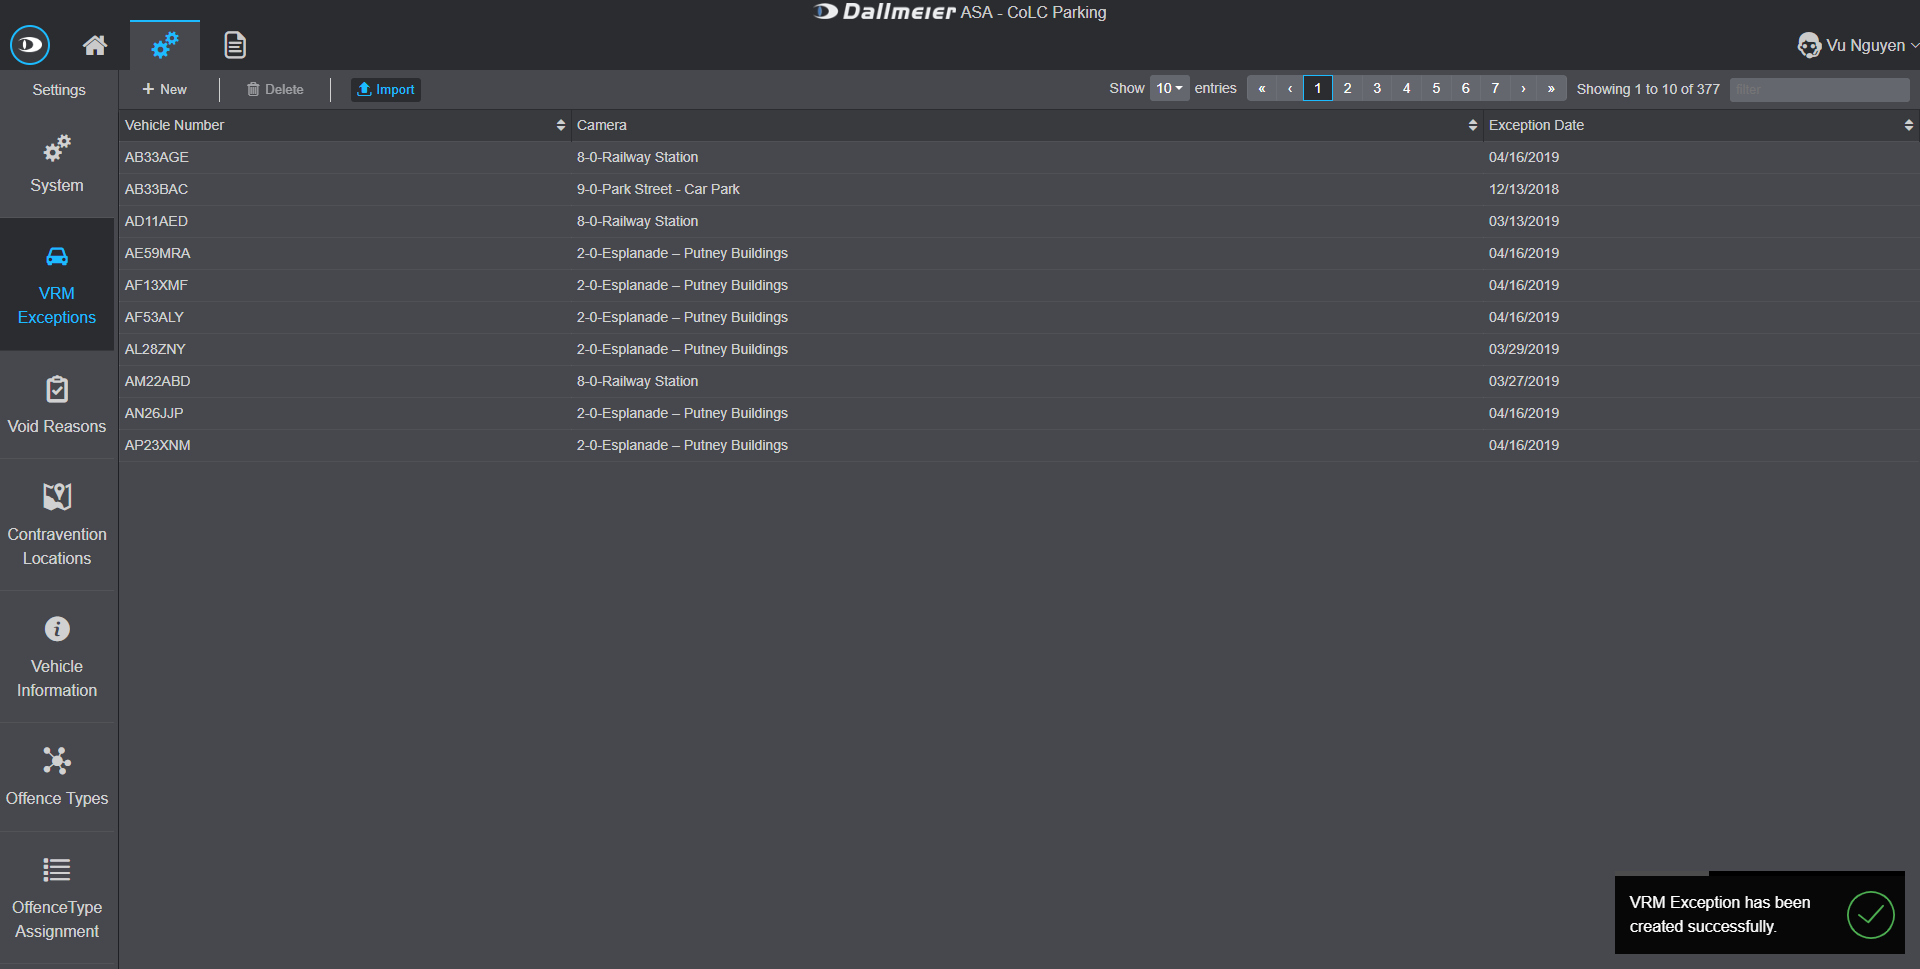 Dallmeier ASA - CoLC Parking
Vu Nguyen
Settings
New
Delete
Import
Show 10 entries
« ‹ 1 2 3 4 5 6 7 › »
Showing 1 to 10 of 377
filter
System
VRM
Exceptions
Void Reasons
Contravention
Locations
Vehicle
Information
Offence Types
OffenceType
Assignment
Vehicle Number Camera Exception Date
AB33AGE 8-0-Railway Station 04/16/2019
AB33BAC 9-0-Park Street - Car Park 12/13/2018
AD11AED 8-0-Railway Station 03/13/2019
AE59MRA 2-0-Esplanade – Putney Buildings 04/16/2019
AF13XMF 2-0-Esplanade – Putney Buildings 04/16/2019
AF53ALY 2-0-Esplanade – Putney Buildings 04/16/2019
AL28ZNY 2-0-Esplanade – Putney Buildings 03/29/2019
AM22ABD 8-0-Railway Station 03/27/2019
AN26JJP 2-0-Esplanade – Putney Buildings 04/16/2019
AP23XNM 2-0-Esplanade – Putney Buildings 04/16/2019
VRM Exception has been
created successfully.